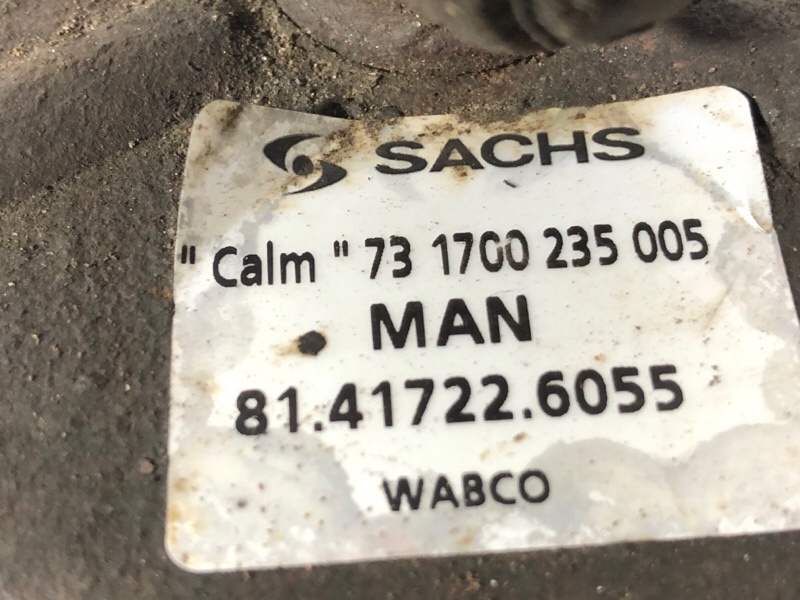 SACHS
" Calm " 73 1700 235 005
MAN
81.41722.6055
WABCO